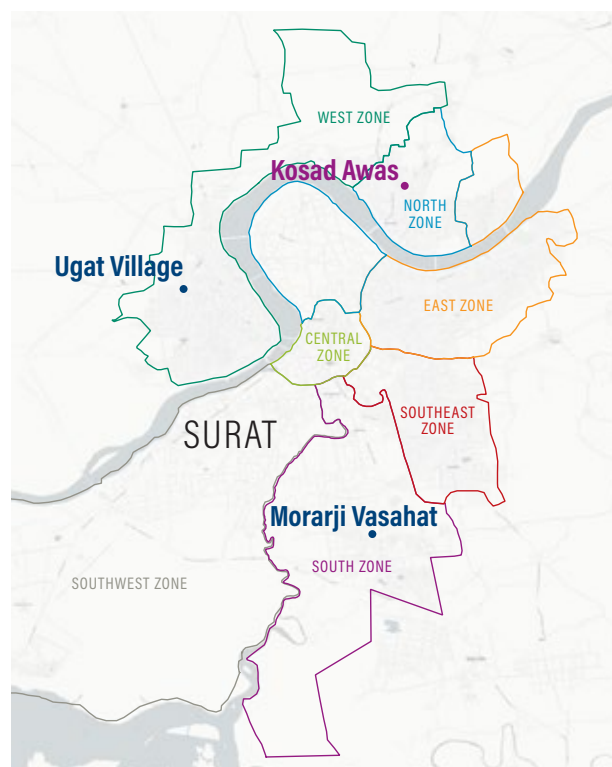 WEST ZONE
Kosad Awas
NORTH
ZONE
Ugat Village
EAST ZONE
CENTRAL
ZONE
SOUTHEAST
ZONE
SURAT
Morarji Vasahat
SOUTH ZONE
SOUTHWEST ZONE